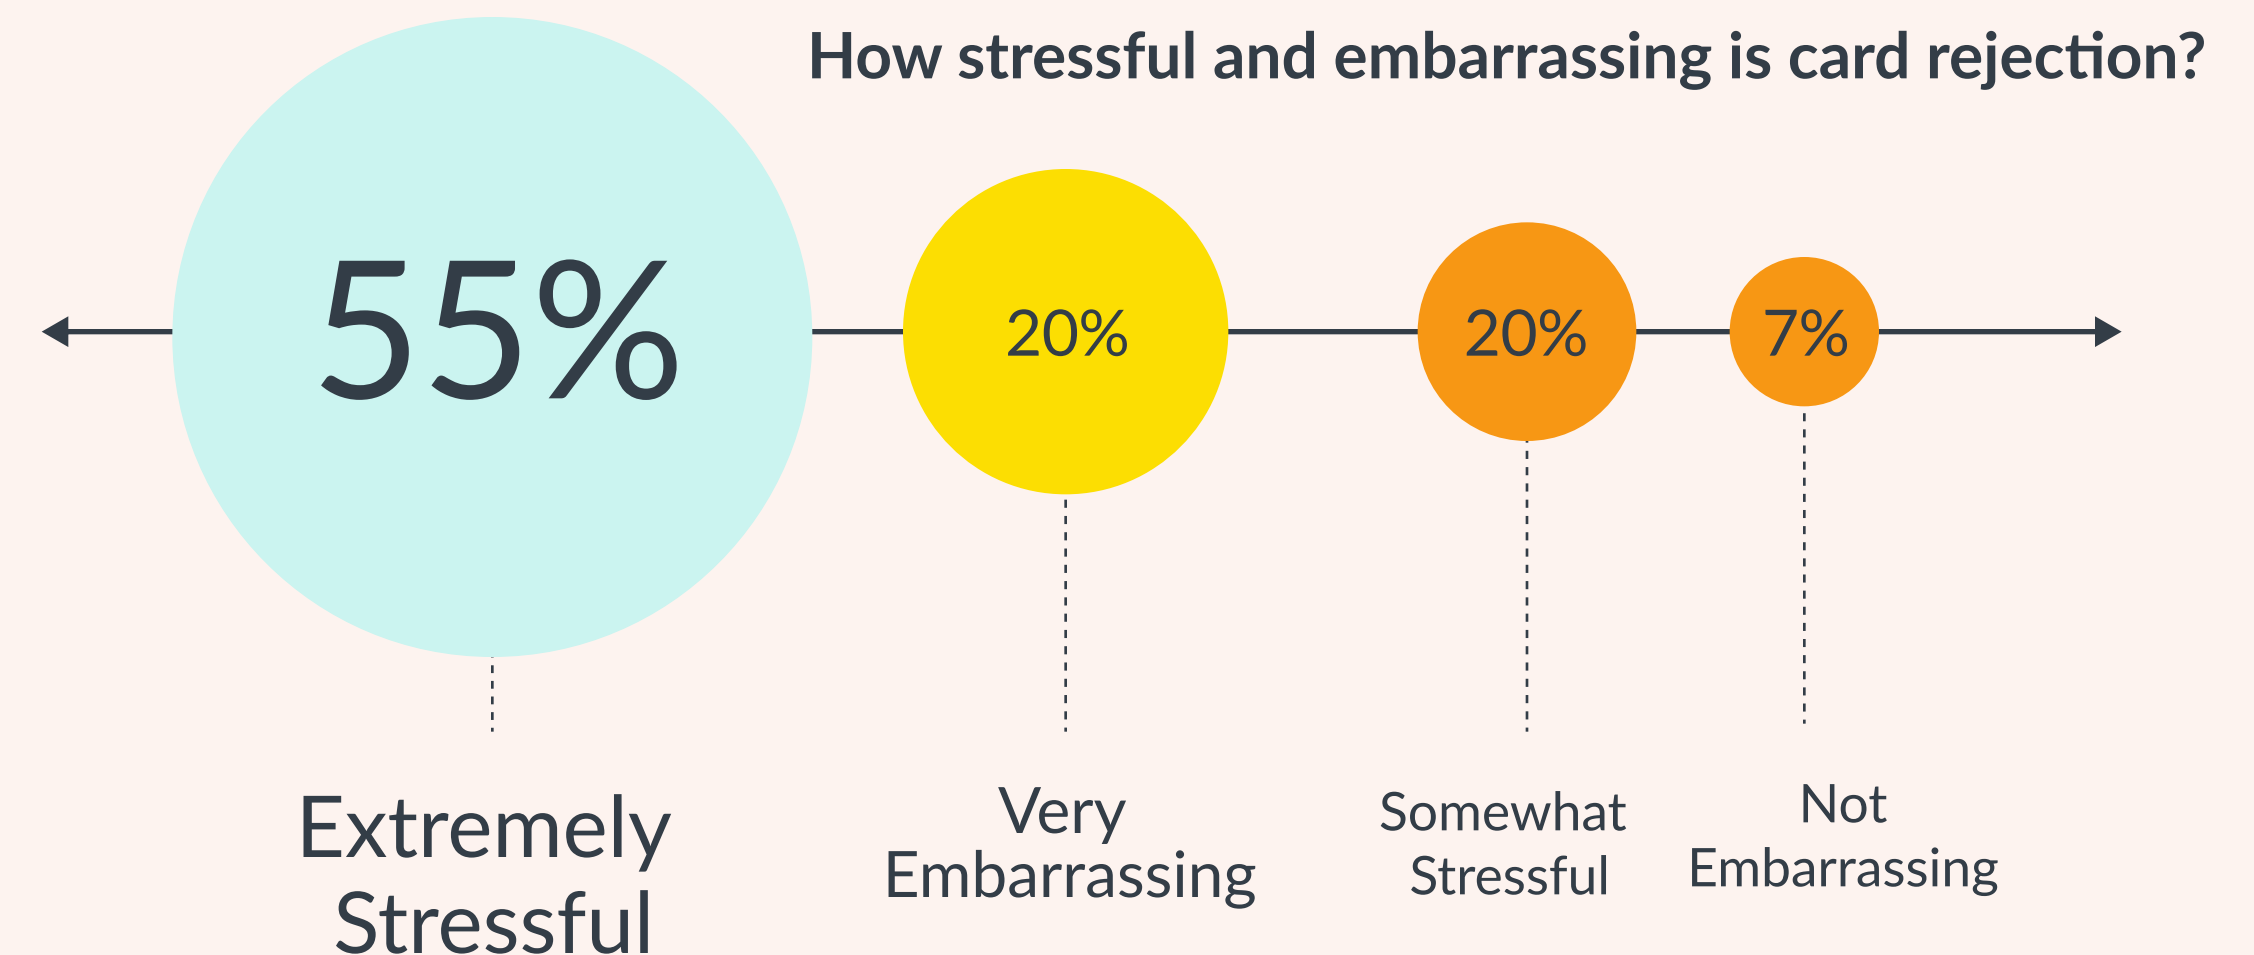 How stressful and embarrassing is card rejection?
55%
20%
20%
7%
Extremely
Stressful
Very
Embarrassing
Somewhat
Stressful
Not
Embarrassing